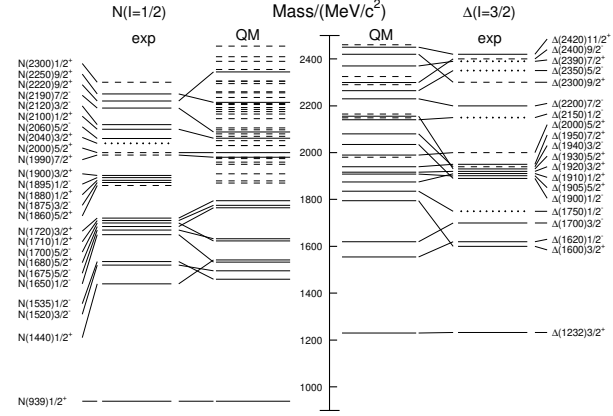 N(I=1/2) Mass/(MeV/c²) Δ(I=3/2)
exp QM QM exp
N(2300)1/2⁺
N(2250)9/2⁻
N(2220)9/2⁺
N(2190)7/2⁻
N(2120)3/2⁻
N(2100)1/2⁺
N(2060)5/2⁻
N(2040)3/2⁺
N(2000)5/2⁺
N(1990)7/2⁺
N(1900)3/2⁺
N(1895)1/2⁻
N(1880)1/2⁺
N(1875)3/2⁻
N(1860)5/2⁺
N(1720)3/2⁺
N(1710)1/2⁺
N(1700)5/2⁻
N(1680)5/2⁺
N(1675)5/2⁻
N(1650)1/2⁻
N(1535)1/2⁻
N(1520)3/2⁻
N(1440)1/2⁺
N(939)1/2⁺
2400
2200
2000
1800
1600
1400
1200
1000
Δ(2420)11/2⁺
Δ(2400)9/2⁻
Δ(2390)7/2⁺
Δ(2350)5/2⁻
Δ(2300)9/2⁺
Δ(2200)7/2⁻
Δ(2150)1/2⁻
Δ(2000)5/2⁺
Δ(1950)7/2⁺
Δ(1940)3/2⁻
Δ(1930)5/2⁻
Δ(1920)3/2⁺
Δ(1910)1/2⁺
Δ(1905)5/2⁺
Δ(1900)1/2⁻
Δ(1750)1/2⁺
Δ(1700)3/2⁻
Δ(1620)1/2⁻
Δ(1600)3/2⁺
Δ(1232)3/2⁺